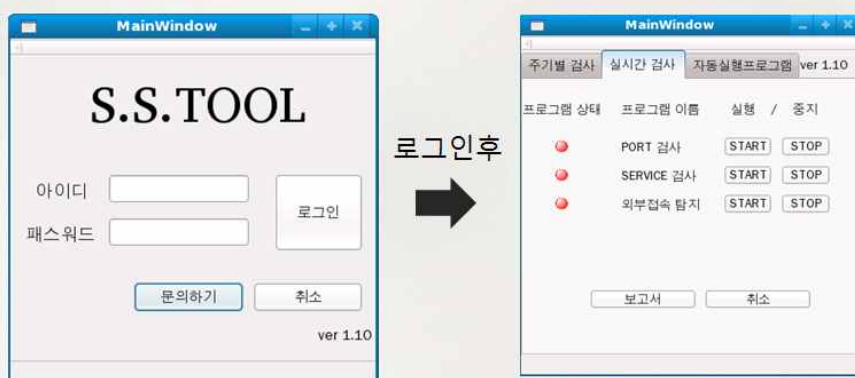 MainWindow
S.S.TOOL
아이디
패스워드
로그인
문의하기
취소
ver 1.10
로그인후
MainWindow
주기별 검사 실시간 검사 자동실행프로그램 ver 1.10
프로그램 상태 프로그램 이름 실행 / 중지
PORT 검사 START STOP
SERVICE 검사 START STOP
외부접속 탐지 START STOP
보고서 취소